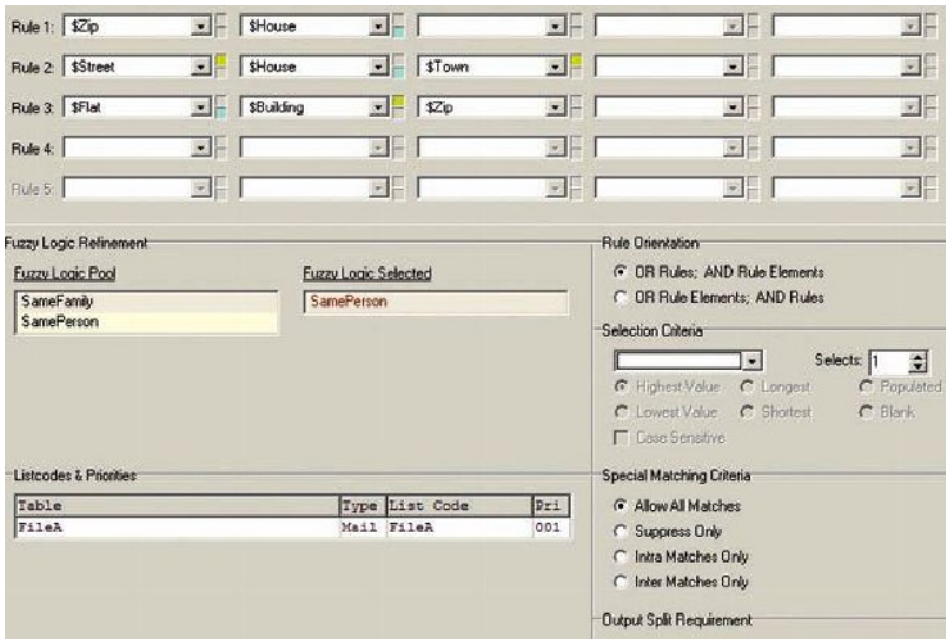 Rule 1: $Zip $House
Rule 2: $Street $House $Town
Rule 3: $Flat $Building $Zip
Rule 4:
Rule 5:
Fuzzy Logic Refinement
Fuzzy Logic Pool
SameFamily
SamePerson
Fuzzy Logic Selected
SamePerson
Rule Orientation
OR Rules; AND Rule Elements
OR Rule Elements; AND Rules
Selection Criteria
Selects: 1
Highest Value Longest Populated
Lowest Value Shortest Blank
Case Sensitive
Listcodes & Priorities
Table Type List Code Pri
FileA Mail FileA 001
Special Matching Criteria
Allow All Matches
Suppress Only
Intra Matches Only
Inter Matches Only
Output Split Requirement